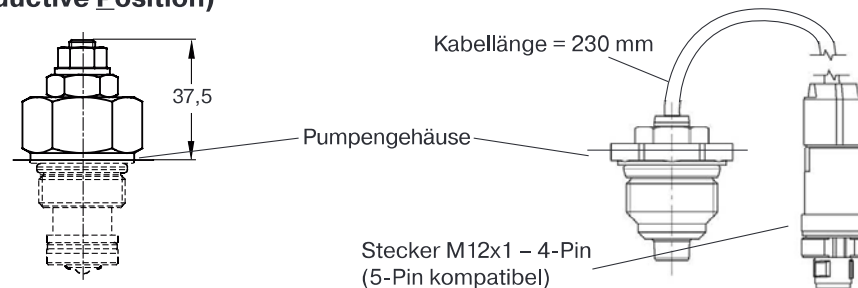 ductive Position)
Kabellänge = 230 mm
37,5
Pumpengehäuse
Stecker M12x1 – 4-Pin
(5-Pin kompatibel)